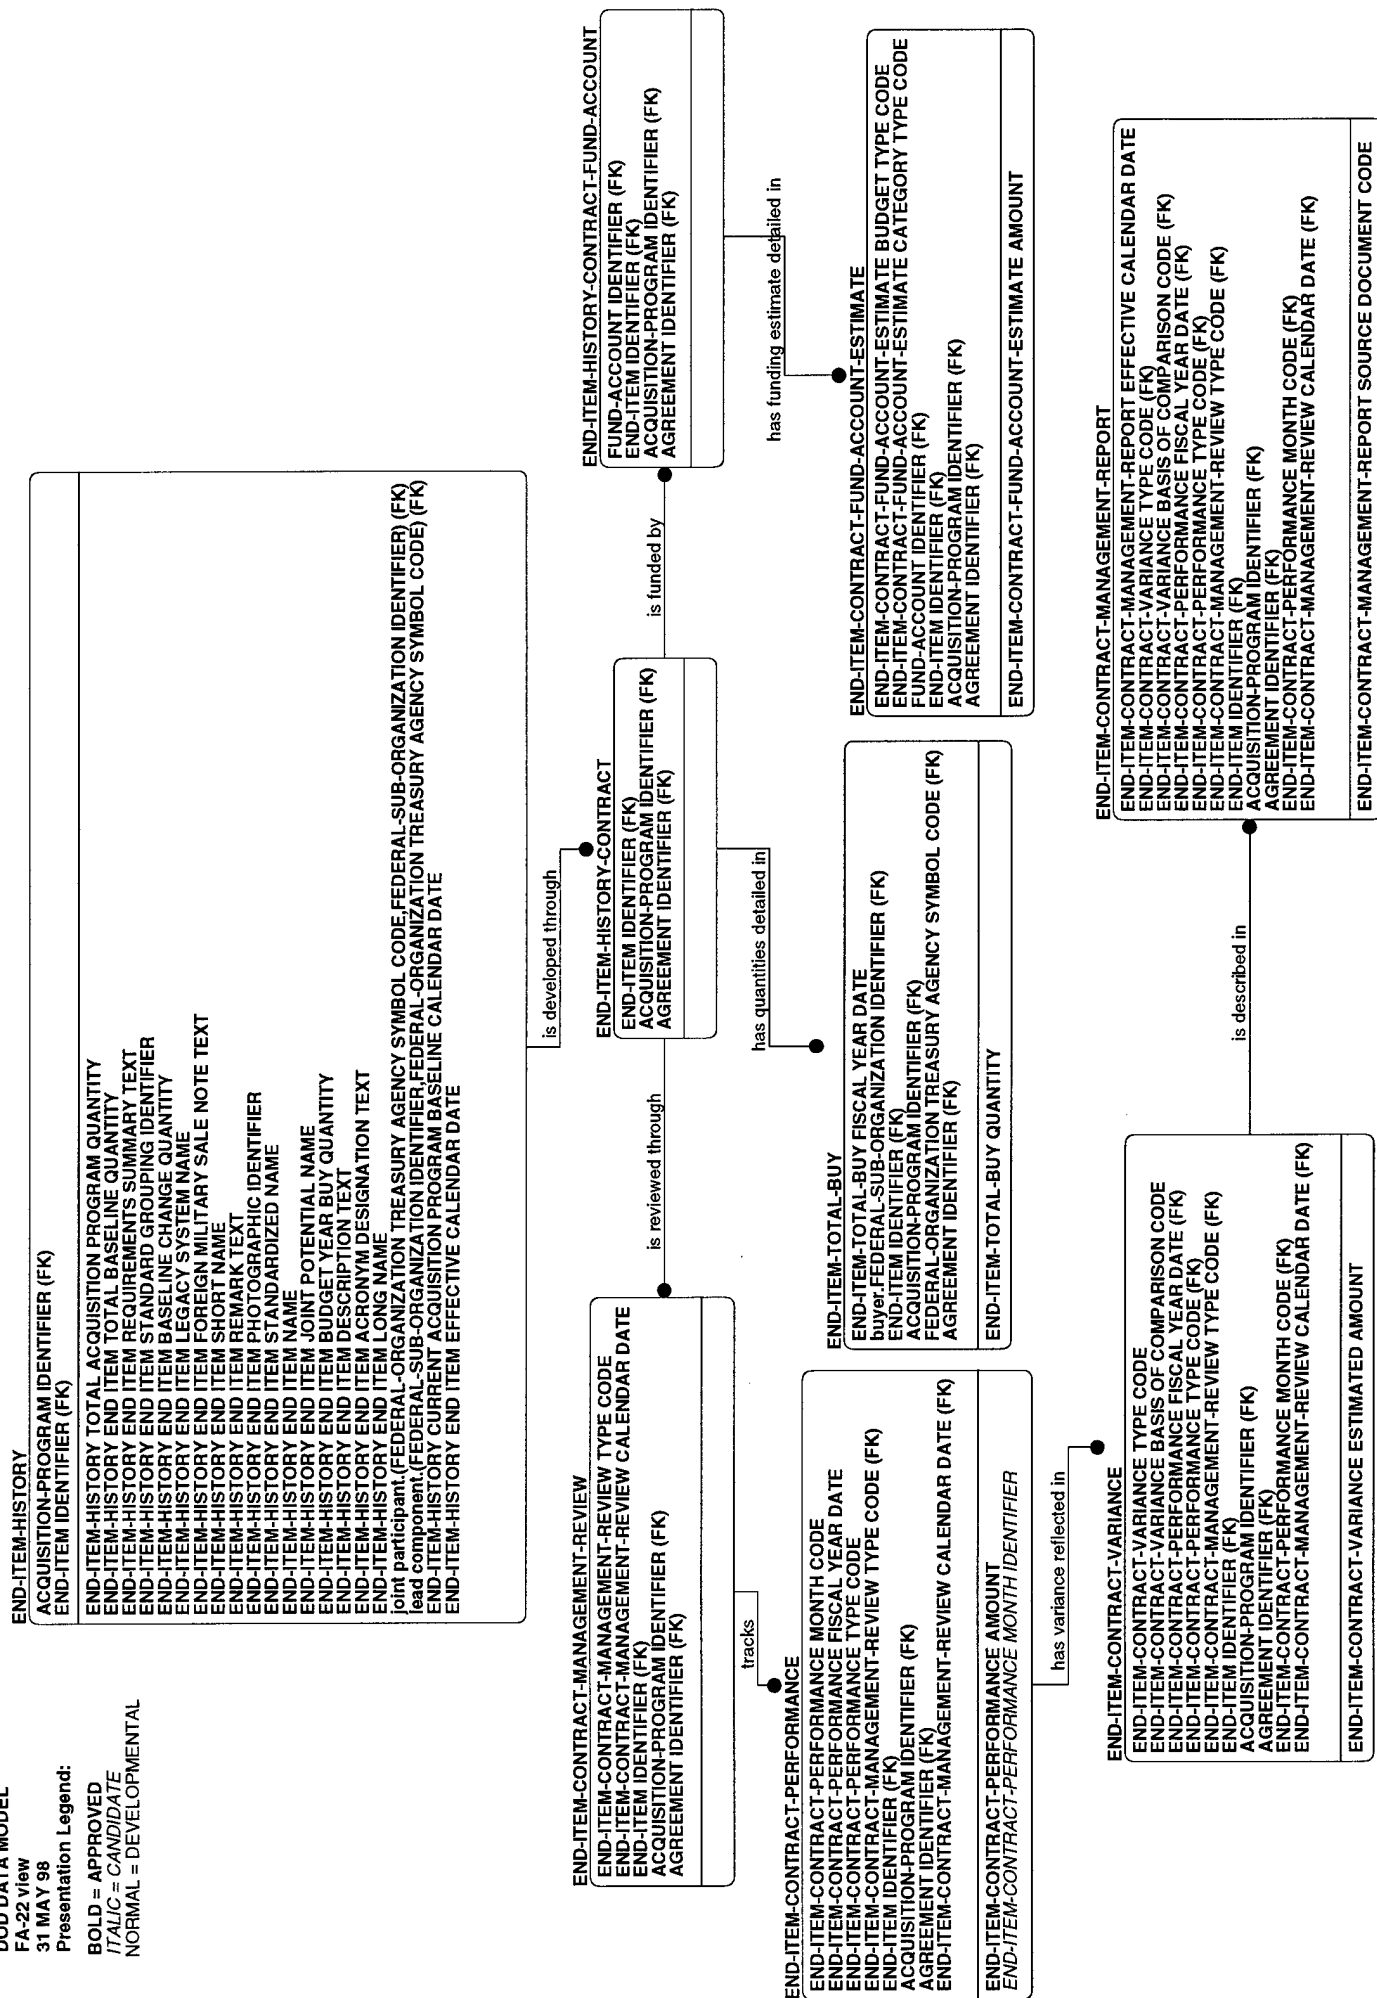 DOD DATA MODEL
FA-22 view
31 MAY 98
Presentation Legend:
BOLD = APPROVED
ITALIC = CANDIDATE
NORMAL = DEVELOPMENTAL
END-ITEM-HISTORY
ACQUISITION-PROGRAM IDENTIFIER (FK)
END-ITEM IDENTIFIER (FK)
END-ITEM-HISTORY TOTAL ACQUISITION PROGRAM QUANTITY
END-ITEM-HISTORY END ITEM TOTAL BASELINE QUANTITY
END-ITEM-HISTORY END ITEM REQUIREMENTS SUMMARY TEXT
END-ITEM-HISTORY END ITEM STANDARD GROUPING IDENTIFIER
END-ITEM-HISTORY END ITEM BASELINE CHANGE QUANTITY
END-ITEM-HISTORY END ITEM LEGACY SYSTEM NAME
END-ITEM-HISTORY END ITEM FOREIGN MILITARY SALE NOTE TEXT
END-ITEM-HISTORY END ITEM SHORT NAME
END-ITEM-HISTORY END ITEM REMARK TEXT
END-ITEM-HISTORY END ITEM PHOTOGRAPHIC IDENTIFIER
END-ITEM-HISTORY END ITEM STANDARDIZED NAME
END-ITEM-HISTORY END ITEM NAME
END-ITEM-HISTORY END ITEM JOINT POTENTIAL NAME
END-ITEM-HISTORY END ITEM BUDGET YEAR BUY QUANTITY
END-ITEM-HISTORY END ITEM DESCRIPTION TEXT
END-ITEM-HISTORY END ITEM ACRONYM DESIGNATION TEXT
END-ITEM-HISTORY END ITEM LONG NAME
joint participant.(FEDERAL-ORGANIZATION TREASURY AGENCY SYMBOL CODE,FEDERAL-SUB-ORGANIZATION IDENTIFIER) (FK)
lead component.(FEDERAL-SUB-ORGANIZATION IDENTIFIER,FEDERAL-ORGANIZATION TREASURY AGENCY SYMBOL CODE) (FK)
END-ITEM-HISTORY CURRENT ACQUISITION PROGRAM BASELINE CALENDAR DATE
END-ITEM-HISTORY END ITEM EFFECTIVE CALENDAR DATE
is developed through
END-ITEM-CONTRACT-MANAGEMENT-REVIEW
END-ITEM-CONTRACT-MANAGEMENT-REVIEW TYPE CODE
END-ITEM-CONTRACT-MANAGEMENT-REVIEW CALENDAR DATE
END-ITEM IDENTIFIER (FK)
ACQUISITION-PROGRAM IDENTIFIER (FK)
AGREEMENT IDENTIFIER (FK)
is reviewed through
END-ITEM-HISTORY-CONTRACT
END-ITEM IDENTIFIER (FK)
ACQUISITION-PROGRAM IDENTIFIER (FK)
AGREEMENT IDENTIFIER (FK)
is funded by
END-ITEM-HISTORY-CONTRACT-FUND-ACCOUNT
FUND-ACCOUNT IDENTIFIER (FK)
END-ITEM IDENTIFIER (FK)
ACQUISITION-PROGRAM IDENTIFIER (FK)
AGREEMENT IDENTIFIER (FK)
tracks
has quantities detailed in
has funding estimate detailed in
END-ITEM-CONTRACT-PERFORMANCE
END-ITEM-CONTRACT-PERFORMANCE MONTH CODE
END-ITEM-CONTRACT-PERFORMANCE FISCAL YEAR DATE
END-ITEM-CONTRACT-PERFORMANCE TYPE CODE
END-ITEM-CONTRACT-MANAGEMENT-REVIEW TYPE CODE (FK)
END-ITEM IDENTIFIER (FK)
ACQUISITION-PROGRAM IDENTIFIER (FK)
AGREEMENT IDENTIFIER (FK)
END-ITEM-CONTRACT-MANAGEMENT-REVIEW CALENDAR DATE (FK)
END-ITEM-CONTRACT-PERFORMANCE AMOUNT
END-ITEM-CONTRACT-PERFORMANCE MONTH IDENTIFIER
END-ITEM-TOTAL-BUY
END-ITEM-TOTAL-BUY FISCAL YEAR DATE
buyer.FEDERAL-SUB-ORGANIZATION IDENTIFIER (FK)
END-ITEM IDENTIFIER (FK)
ACQUISITION-PROGRAM IDENTIFIER (FK)
FEDERAL-ORGANIZATION TREASURY AGENCY SYMBOL CODE (FK)
AGREEMENT IDENTIFIER (FK)
END-ITEM-TOTAL-BUY QUANTITY
END-ITEM-CONTRACT-FUND-ACCOUNT-ESTIMATE
END-ITEM-CONTRACT-FUND-ACCOUNT-ESTIMATE BUDGET TYPE CODE
END-ITEM-CONTRACT-FUND-ACCOUNT-ESTIMATE CATEGORY TYPE CODE
FUND-ACCOUNT IDENTIFIER (FK)
END-ITEM IDENTIFIER (FK)
ACQUISITION-PROGRAM IDENTIFIER (FK)
AGREEMENT IDENTIFIER (FK)
END-ITEM-CONTRACT-FUND-ACCOUNT-ESTIMATE AMOUNT
has variance reflected in
END-ITEM-CONTRACT-VARIANCE
END-ITEM-CONTRACT-VARIANCE TYPE CODE
END-ITEM-CONTRACT-VARIANCE BASIS OF COMPARISON CODE
END-ITEM-CONTRACT-PERFORMANCE FISCAL YEAR DATE (FK)
END-ITEM-CONTRACT-PERFORMANCE TYPE CODE (FK)
END-ITEM-CONTRACT-MANAGEMENT-REVIEW TYPE CODE (FK)
END-ITEM IDENTIFIER (FK)
ACQUISITION-PROGRAM IDENTIFIER (FK)
AGREEMENT IDENTIFIER (FK)
END-ITEM-CONTRACT-PERFORMANCE MONTH CODE (FK)
END-ITEM-CONTRACT-MANAGEMENT-REVIEW CALENDAR DATE (FK)
END-ITEM-CONTRACT-VARIANCE ESTIMATED AMOUNT
is described in
END-ITEM-CONTRACT-MANAGEMENT-REPORT
END-ITEM-CONTRACT-MANAGEMENT-REPORT EFFECTIVE CALENDAR DATE
END-ITEM-CONTRACT-VARIANCE TYPE CODE (FK)
END-ITEM-CONTRACT-VARIANCE BASIS OF COMPARISON CODE (FK)
END-ITEM-CONTRACT-PERFORMANCE FISCAL YEAR DATE (FK)
END-ITEM-CONTRACT-PERFORMANCE TYPE CODE (FK)
END-ITEM-CONTRACT-MANAGEMENT-REVIEW TYPE CODE (FK)
END-ITEM IDENTIFIER (FK)
ACQUISITION-PROGRAM IDENTIFIER (FK)
AGREEMENT IDENTIFIER (FK)
END-ITEM-CONTRACT-PERFORMANCE MONTH CODE (FK)
END-ITEM-CONTRACT-MANAGEMENT-REVIEW CALENDAR DATE (FK)
END-ITEM-CONTRACT-MANAGEMENT-REPORT SOURCE DOCUMENT CODE